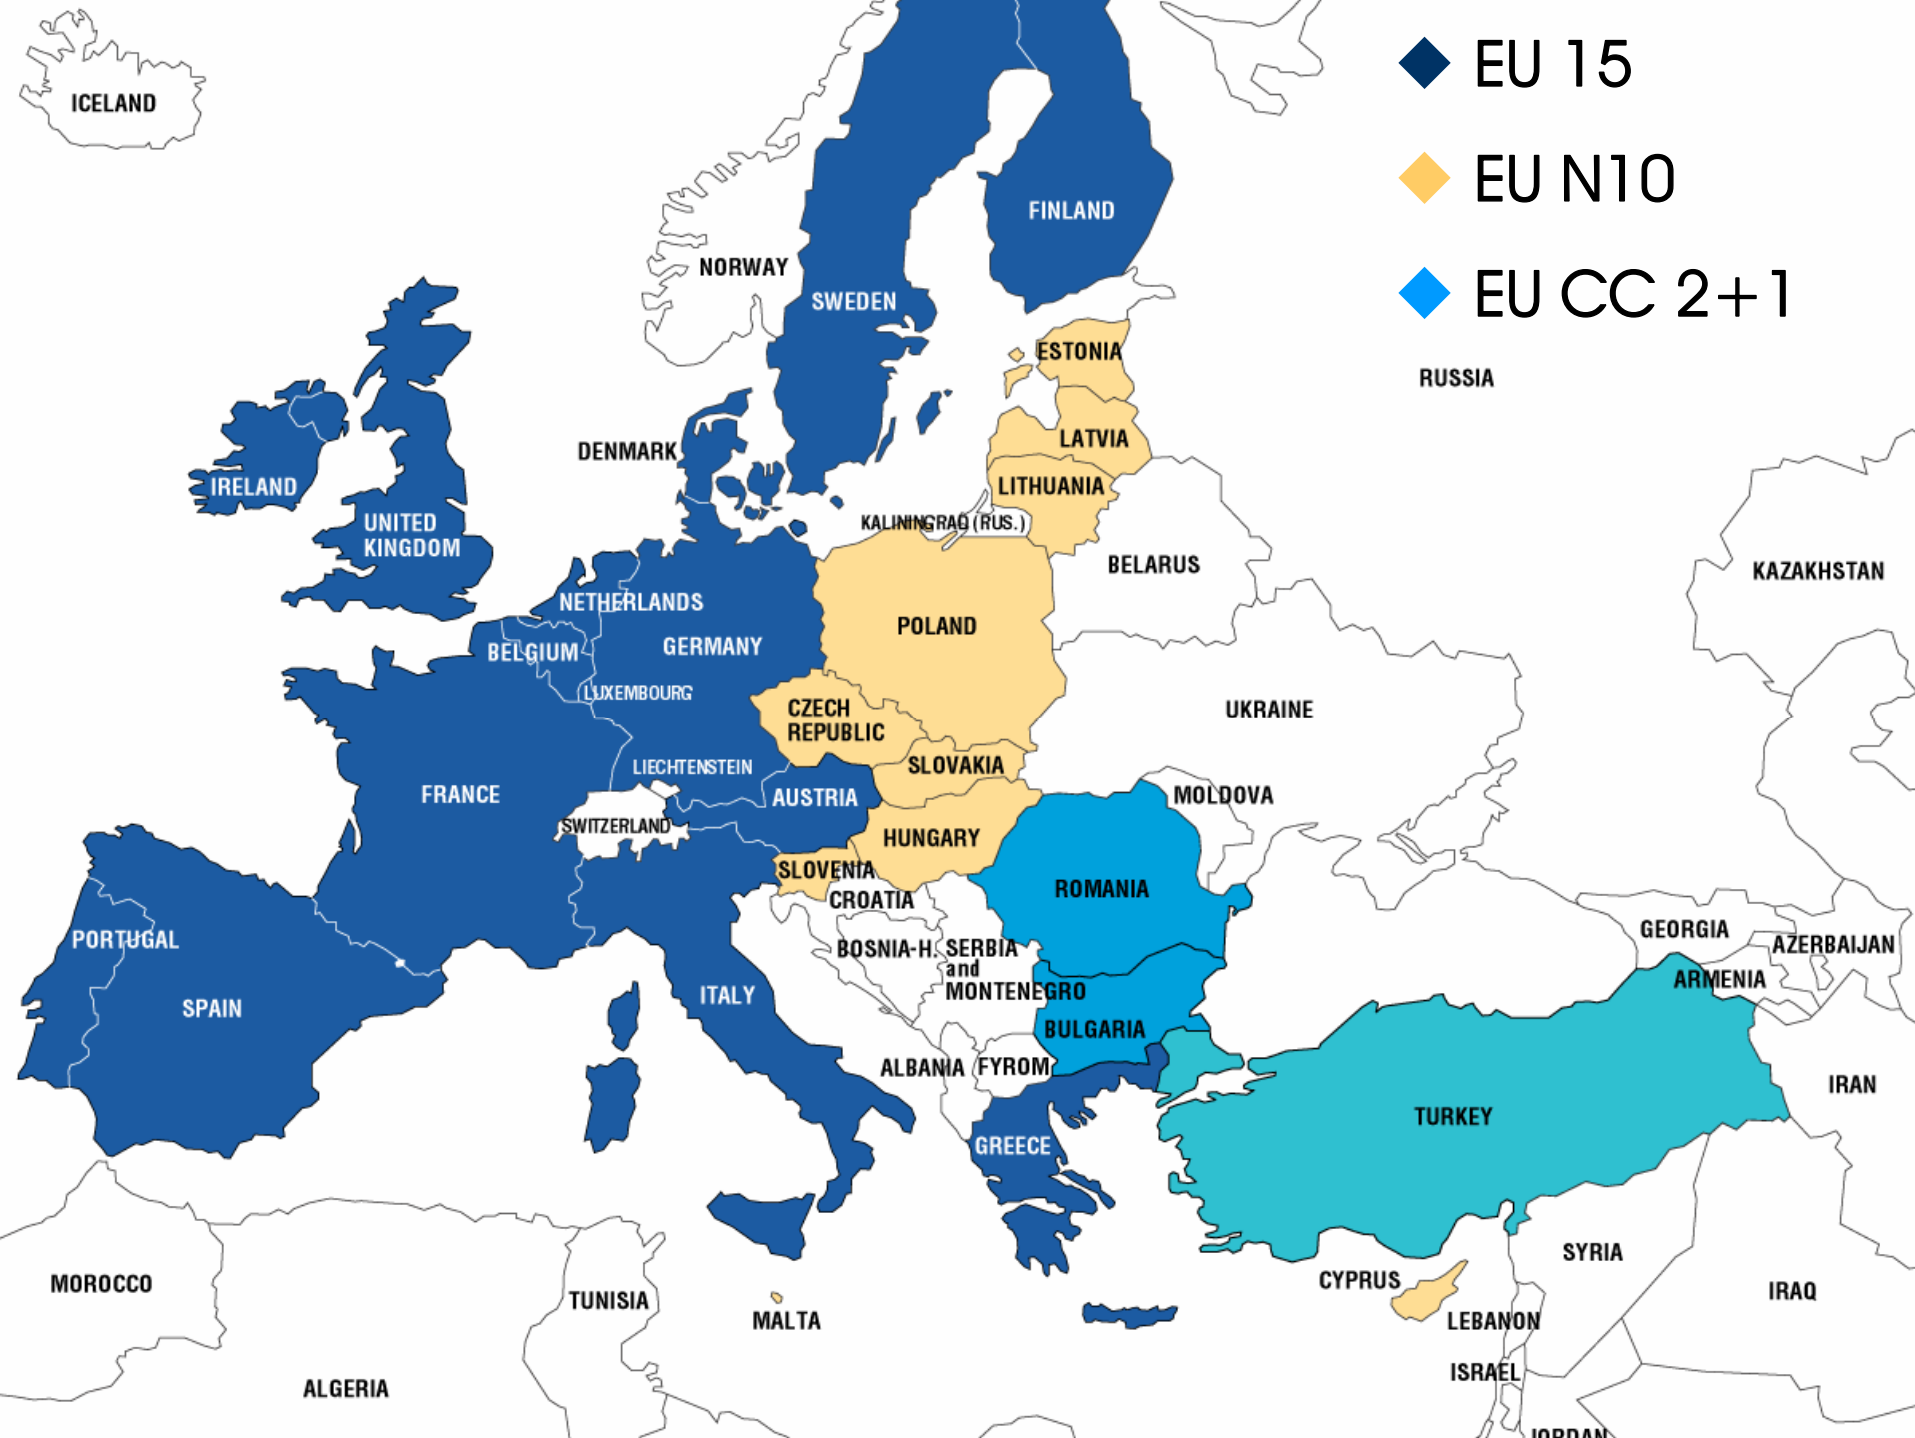 EU 15
ICELAND
EU N10
FINLAND
NORWAY
SWEDEN
EU CC 2+1
ESTONIA
RUSSIA
LATVIA
DENMARK
IRELAND
LITHUANIA
UNITED
KINGDOM
KALININGRAD (RUS.)
BELARUS
KAZAKHSTAN
NETHERLANDS
POLAND
GERMANY
BELGIUM
LUXEMBOURG
CZECH
REPUBLIC
UKRAINE
SLOVAKIA
LIECHTENSTEIN
FRANCE
AUSTRIA
MOLDOVA
SWITZERLAND
HUNGARY
SLOVENIA
ROMANIA
CROATIA
GEORGIA
PORTUGAL
BOSNIA-H.
SERBIA
and
MONTENEGRO
AZERBAIJAN
ARMENIA
ITALY
SPAIN
BULGARIA
ALBANIA
FYROM
IRAN
TURKEY
GREECE
SYRIA
CYPRUS
MOROCCO
TUNISIA
IRAQ
MALTA
LEBANON
ISRAEL
ALGERIA
JORDAN